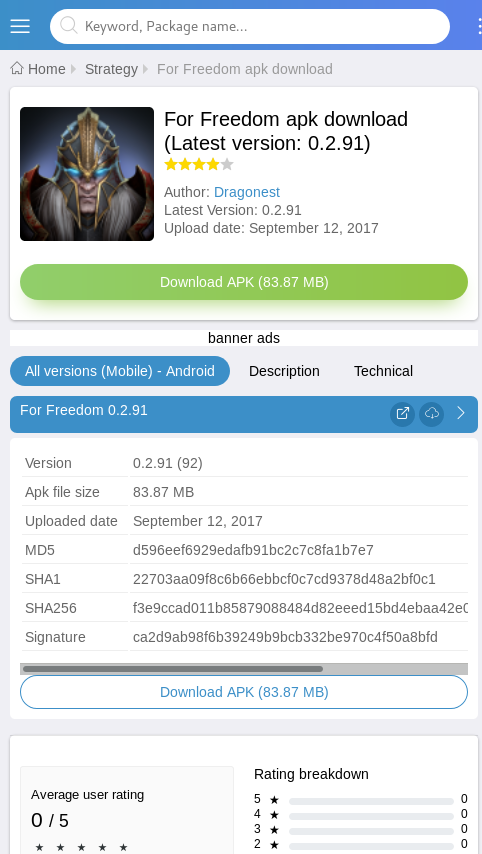 Keyword, Package name...
Home Strategy For Freedom apk download
For Freedom apk download
(Latest version: 0.2.91)
Author: Dragonest
Latest Version: 0.2.91
Upload date: September 12, 2017
Download APK (83.87 MB)
banner ads
All versions (Mobile) - Android Description Technical
For Freedom 0.2.91
Version 0.2.91 (92)
Apk file size 83.87 MB
Uploaded date September 12, 2017
MD5 d596eef6929edafb91bc2c7c8fa1b7e7
SHA1 22703aa09f8c6b66ebbcf0c7cd9378d48a2bf0c1
SHA256 f3e9ccad011b85879088484d82eeed15bd4ebaa42e0
Signature ca2d9ab98f6b39249b9bcb332be970c4f50a8bfd
Download APK (83.87 MB)
Average user rating
0 / 5
★ ★ ★ ★ ★
Rating breakdown
5 ★ 0
4 ★ 0
3 ★ 0
2 ★ 0